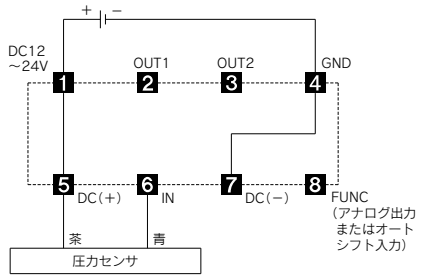 ＋ −
DC12
～24V
OUT1
OUT2
GND
1
2
3
4
5
6
7
8
DC（＋）
IN
DC（−）
FUNC
（アナログ出力
またはオート
シフト入力）
茶
青
圧力センサ